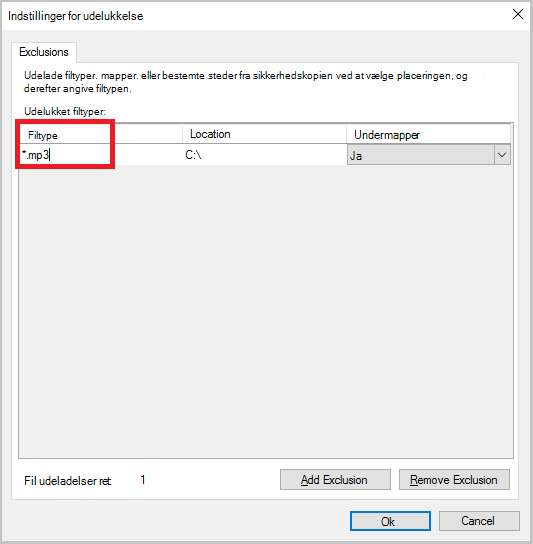 Indstillinger for udelukkelse
Exclusions
Udelade filtyper. mapper. eller bestemte steder fra sikkerhedskopien ved at vælge placeringen, og
derefter angive filtypen.
Udelukket filtyper:
Filtype Location Undermapper
*.mp3 C:\ Ja
Fil udeladelser ret 1 Add Exclusion Remove Exclusion
Ok Cancel